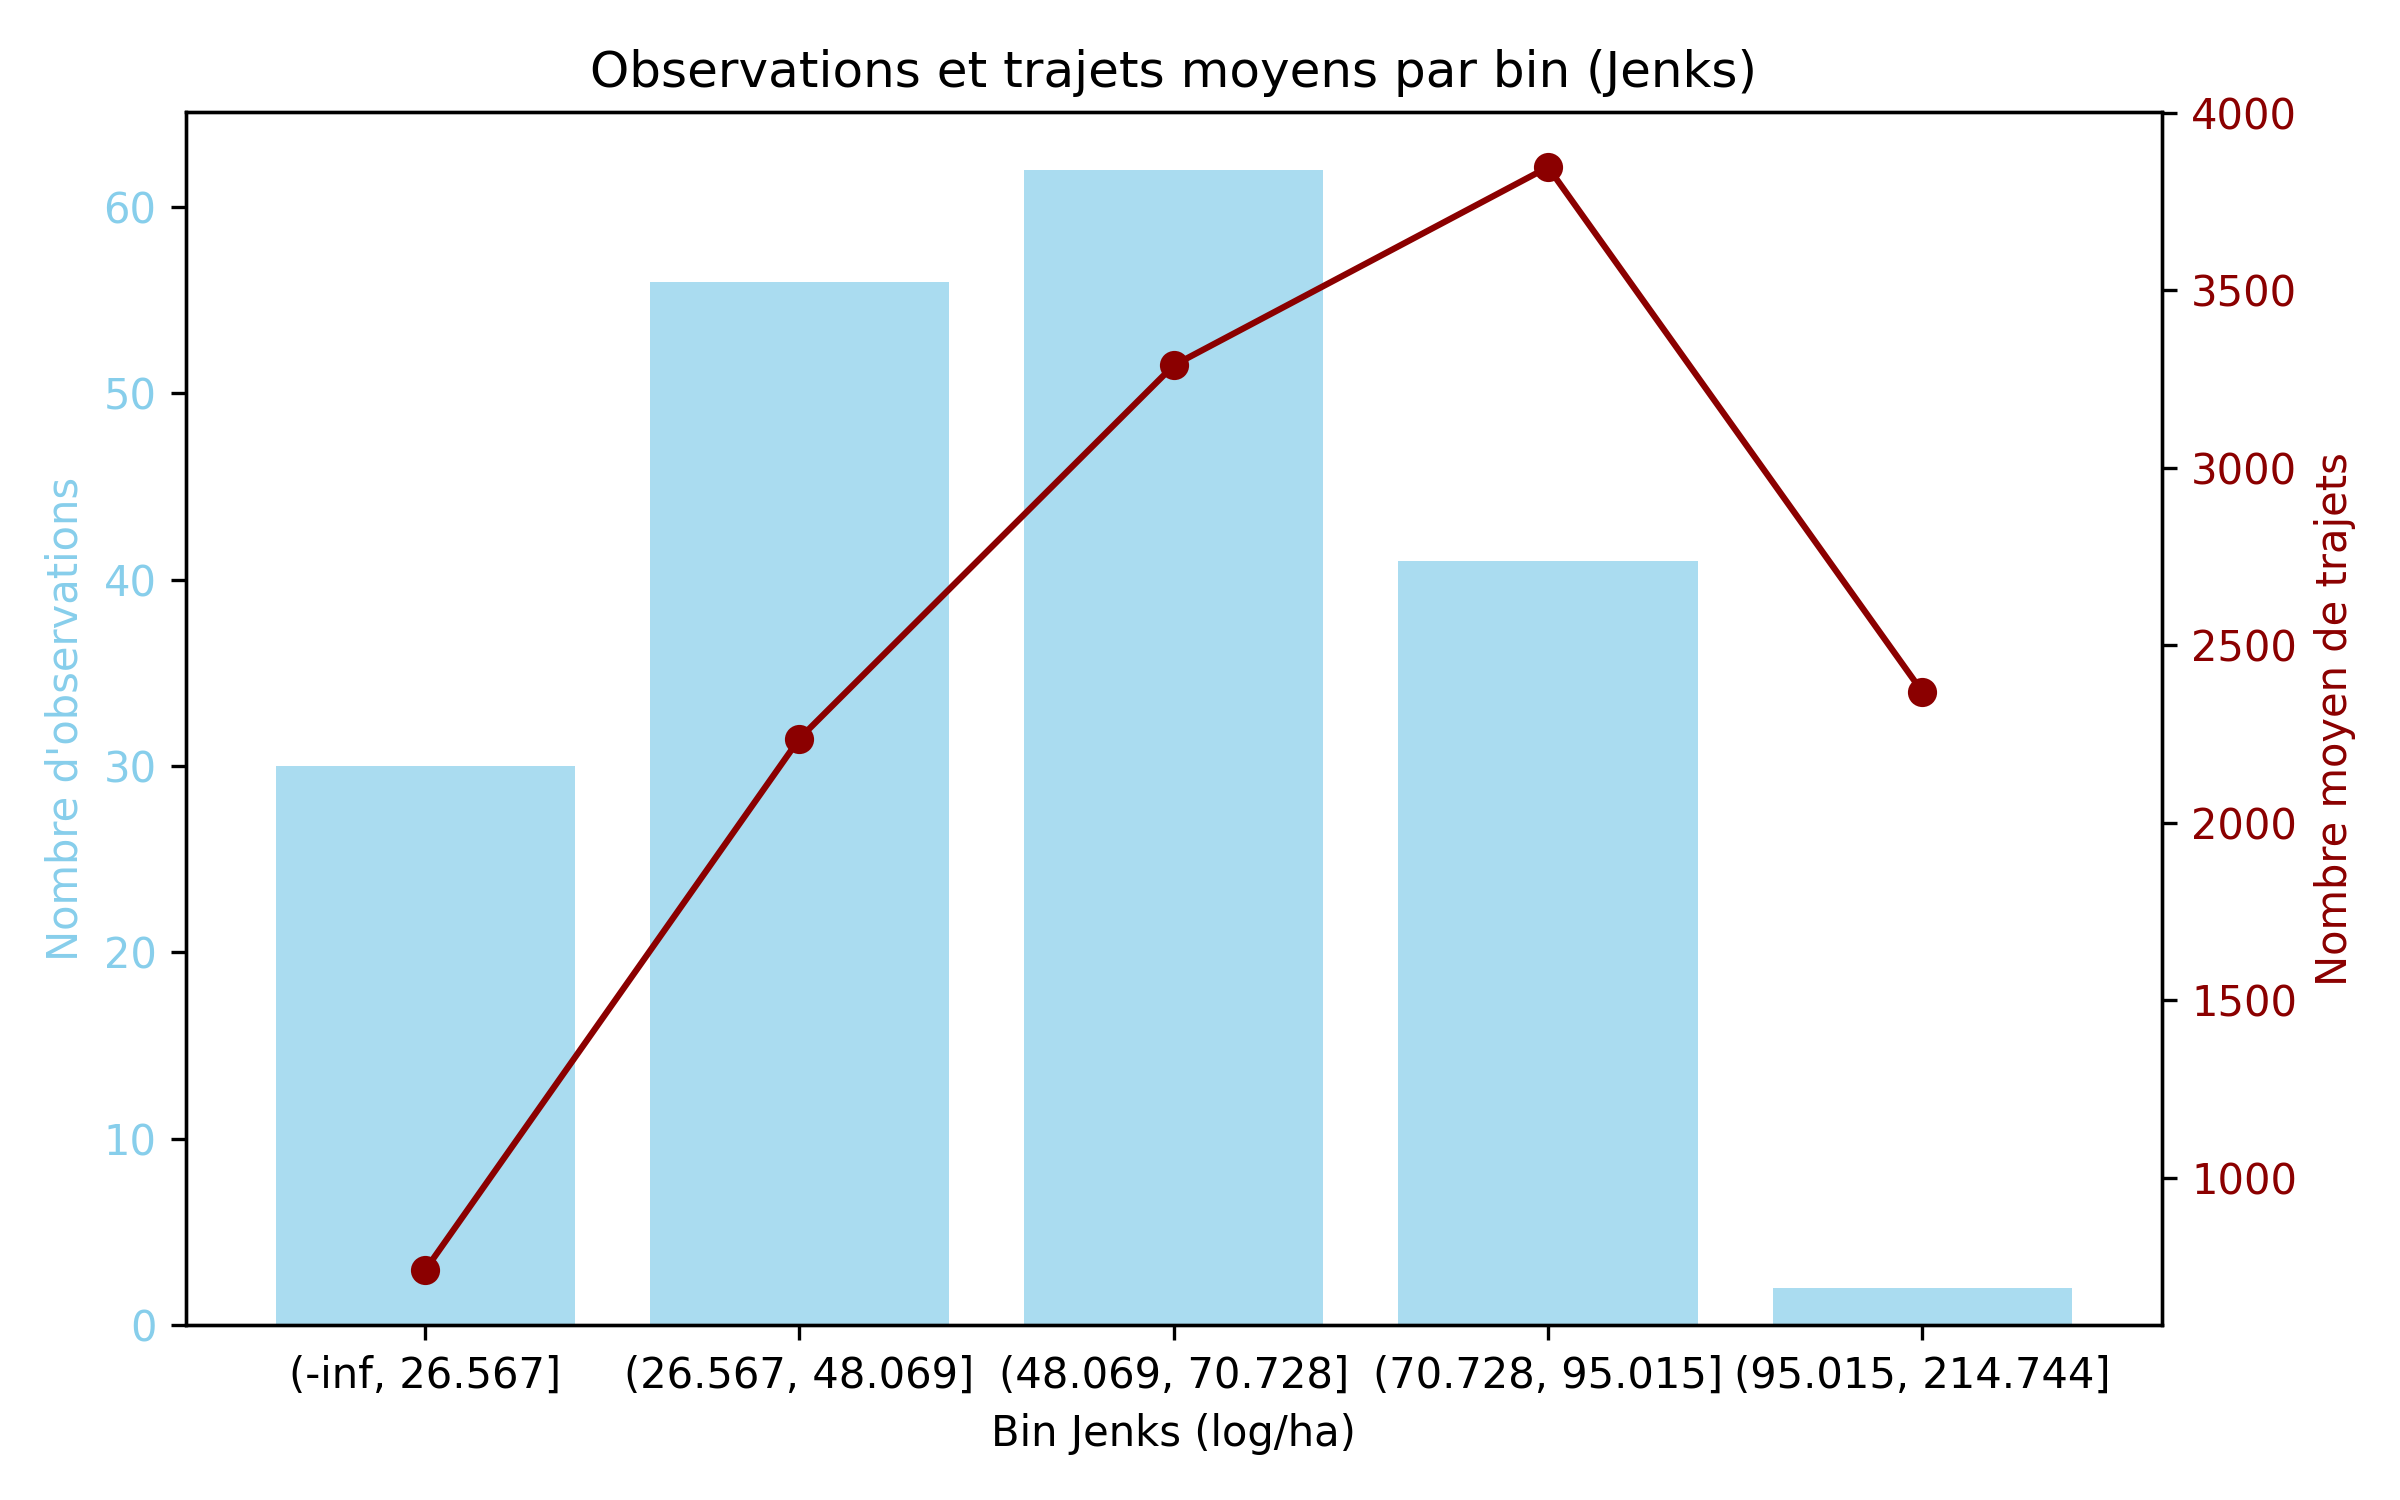 Observations et trajets moyens par bin (Jenks)
Nombre d'observations
60
50
40
30
20
10
0
4000
3500
3000
2500
2000
1500
1000
Nombre moyen de trajets
(-inf, 26.567] (26.567, 48.069] (48.069, 70.728] (70.728, 95.015] (95.015, 214.744]
Bin Jenks (log/ha)